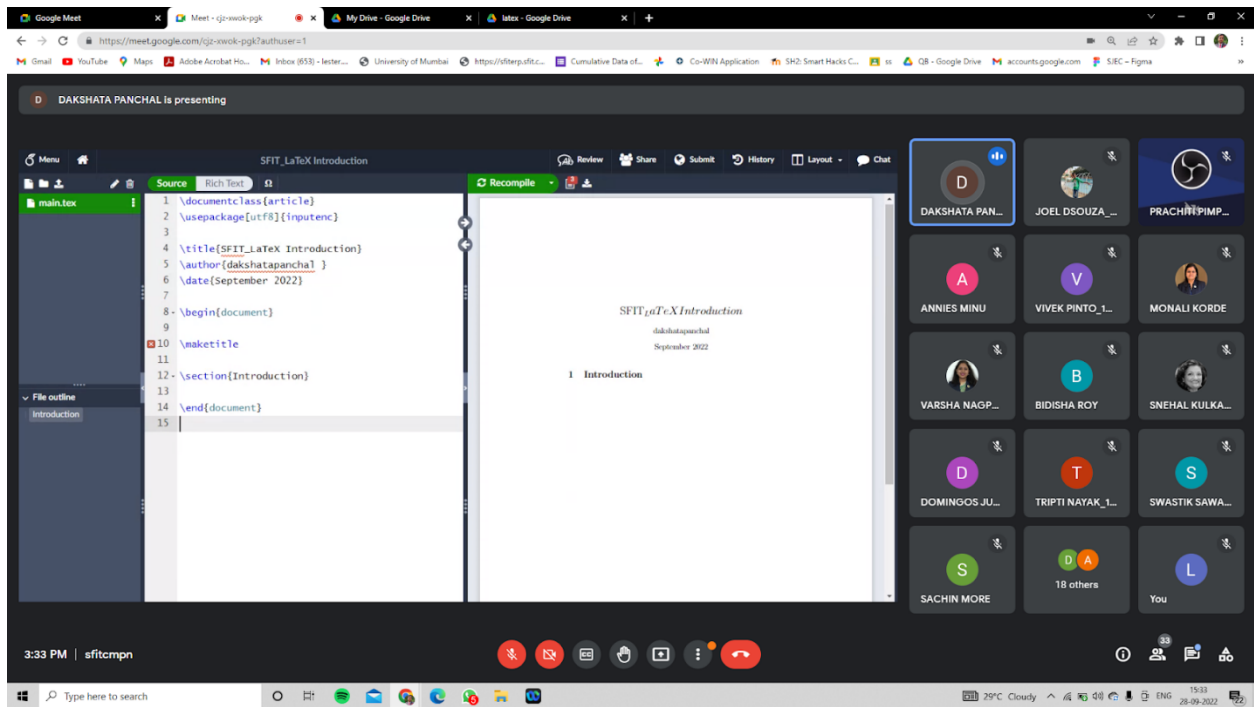 Google Meet
Meet - cjz-xwok-pgk
My Drive - Google Drive
latex - Google Drive
https://meet.google.com/cjz-xwok-pgk?authuser=1
Gmail YouTube Maps Adobe Acrobat Ho... Inbox (653) - lester.... University of Mumbai https://sfiterp.sfit.c... Cumulative Data of... Co-WIN Application SH2: Smart Hacks C... ss QB - Google Drive accounts.google.com SJEC – Figma »
D DAKSHATA PANCHAL is presenting
Menu SFIT_LaTeX Introduction Review Share Submit History Layout Chat
Source Rich Text Ω Recompile
main.tex
1 \documentclass{article}
2 \usepackage[utf8]{inputenc}
3
4 \title{SFIT_LaTeX Introduction}
5 \author{dakshatapanchal }
6 \date{September 2022}
7
8 \begin{document}
9
10 \maketitle
11
12 \section{Introduction}
13
14 \end{document}
15
File outline
Introduction
SFIT_LaTeXIntroduction
dakshatapanchal
September 2022
1 Introduction
D
DAKSHATA PAN...
JOEL DSOUZA_...
PRACHITI PIMP...
A
ANNIES MINU
V
VIVEK PINTO_1...
MONALI KORDE
VARSHA NAGP...
B
BIDISHA ROY
SNEHAL KULKA...
D
DOMINGOS JU...
T
TRIPTI NAYAK_1...
S
SWASTIK SAWA...
S
SACHIN MORE
D A
18 others
L
You
3:33 PM | sfitcmpn
CC
33
Type here to search
29°C Cloudy ENG
15:33
28-09-2022
22